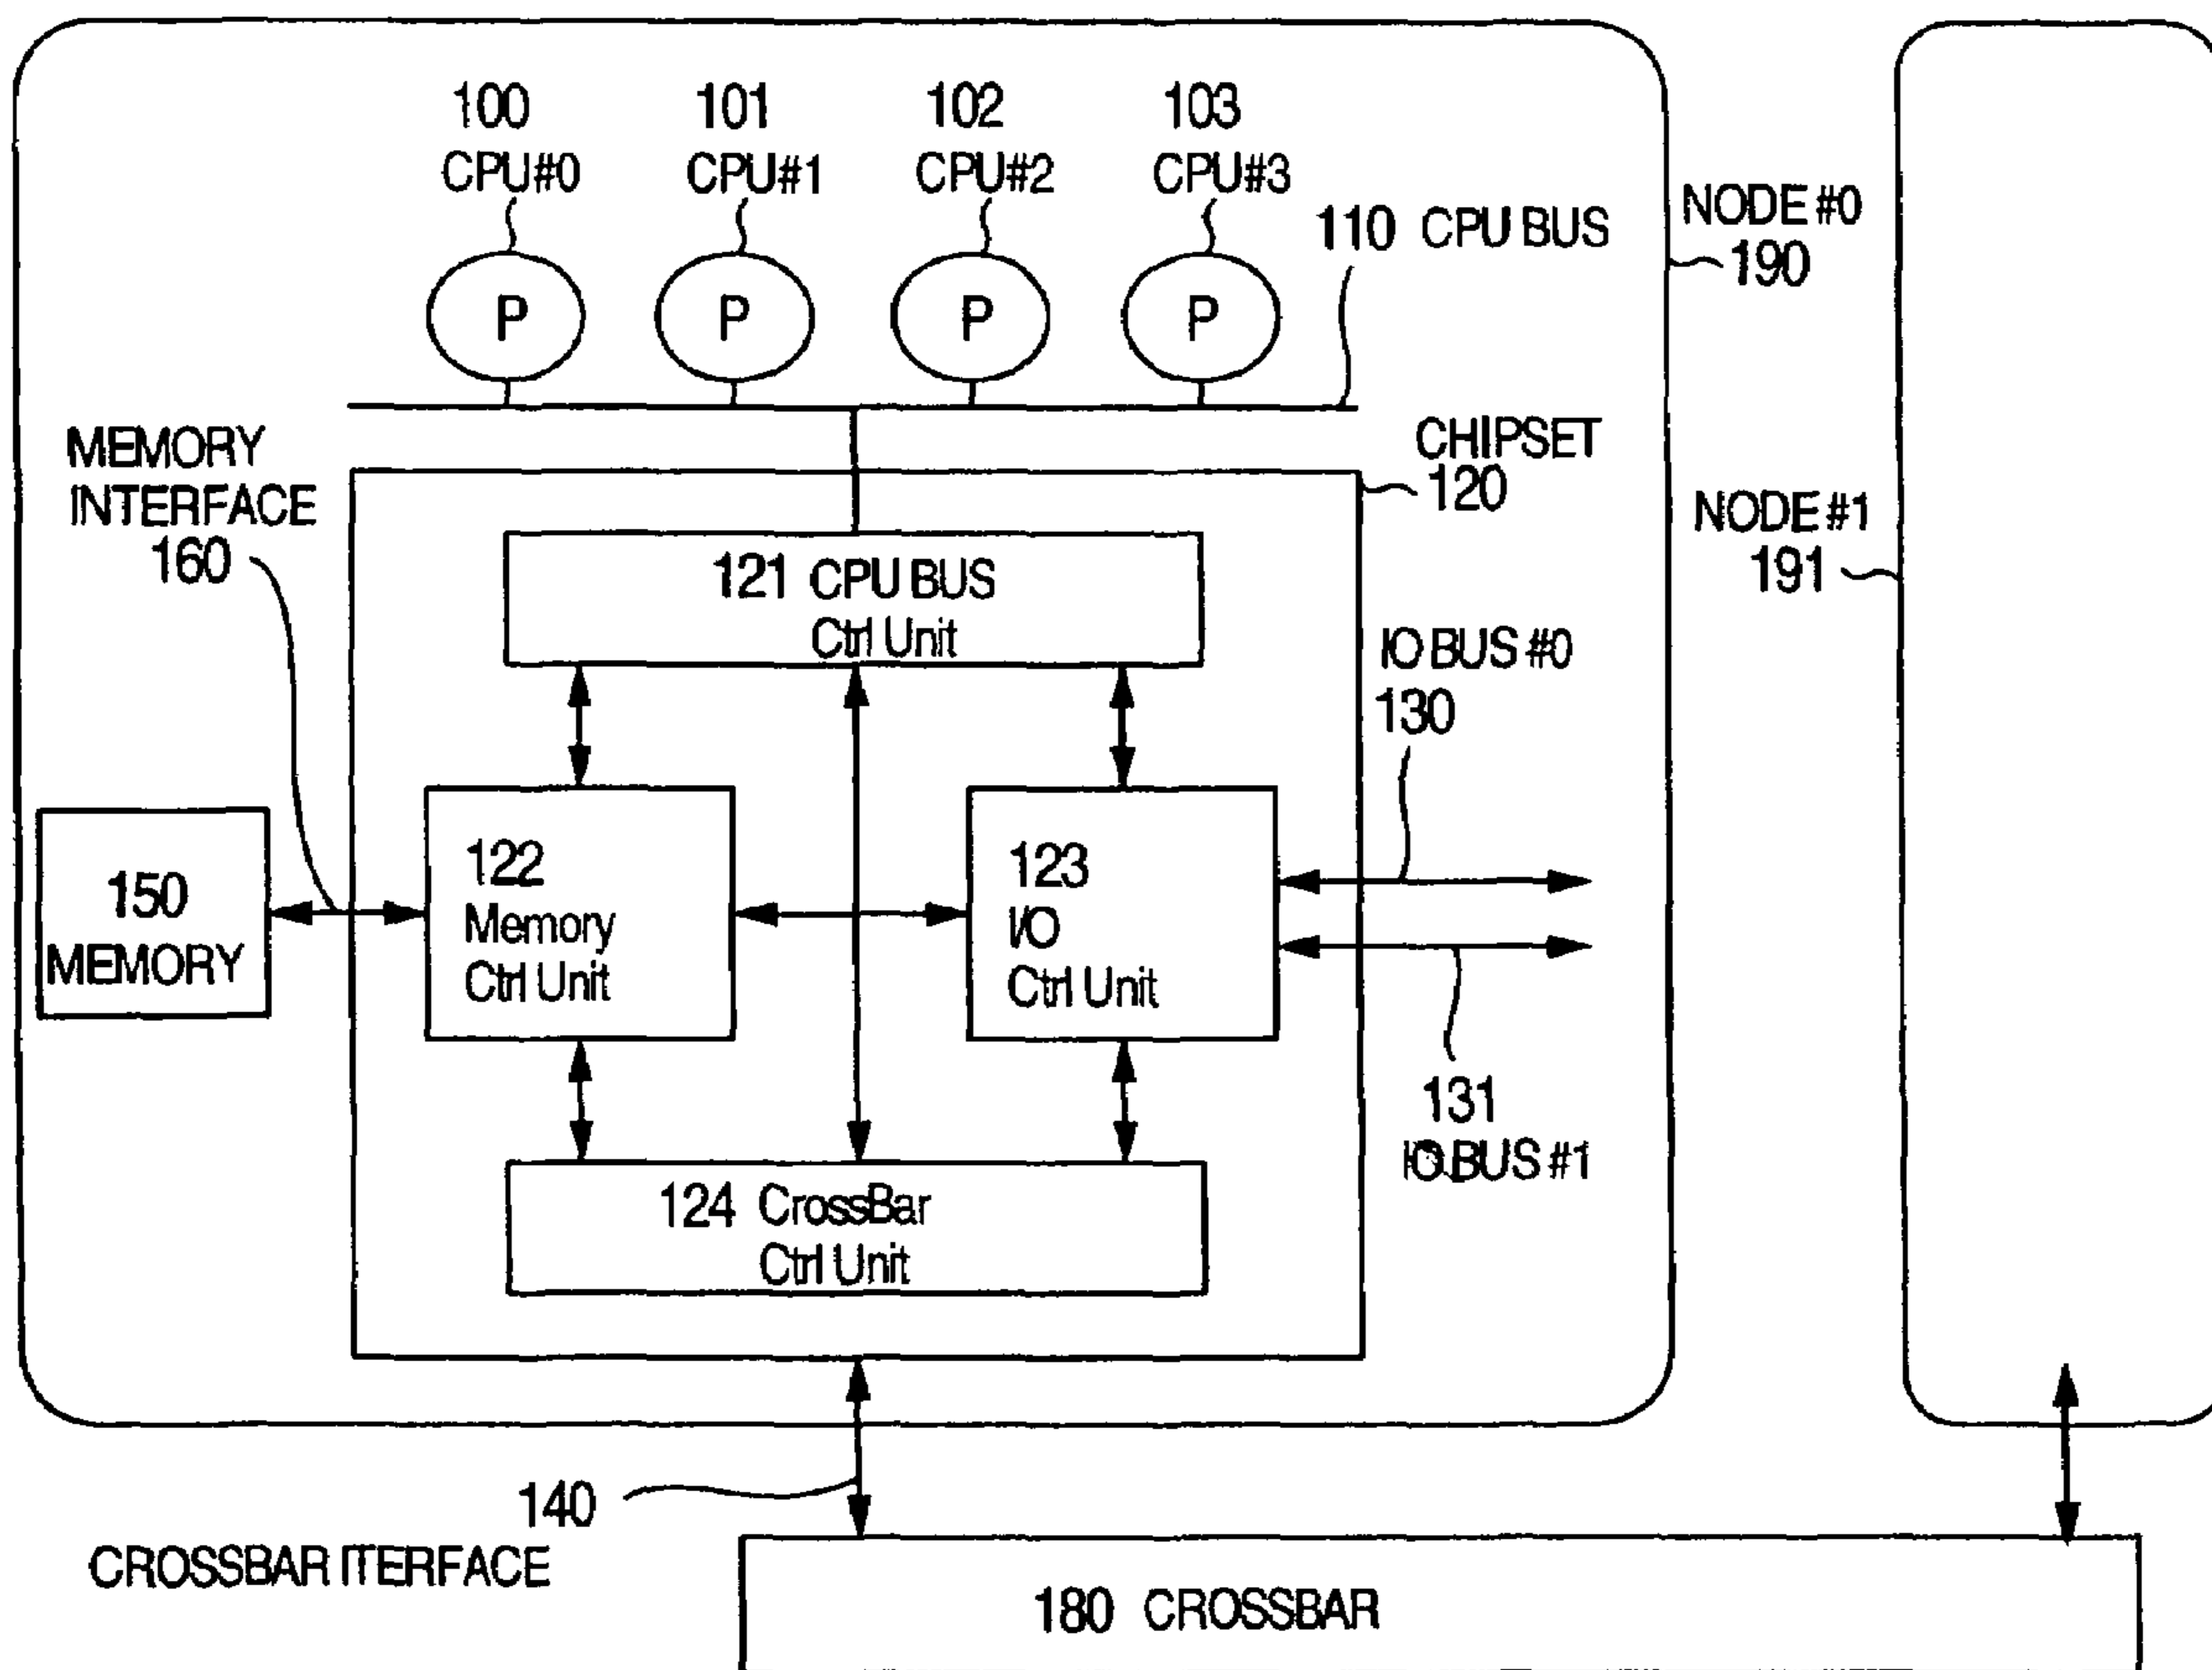 100
CPU#0
101
CPU#1
102
CPU#2
103
CPU#3
P
P
P
P
110 CPU BUS
NODE #0
190
MEMORY
INTERFACE
160
CHIPSET
120
NODE #1
191
121 CPU BUS
Ctrl Unit
IO BUS #0
130
150
MEMORY
122
Memory
Ctrl Unit
123
I/O
Ctrl Unit
131
IO BUS #1
124 CrossBar
Ctrl Unit
140
CROSSBAR ITERFACE
180 CROSSBAR